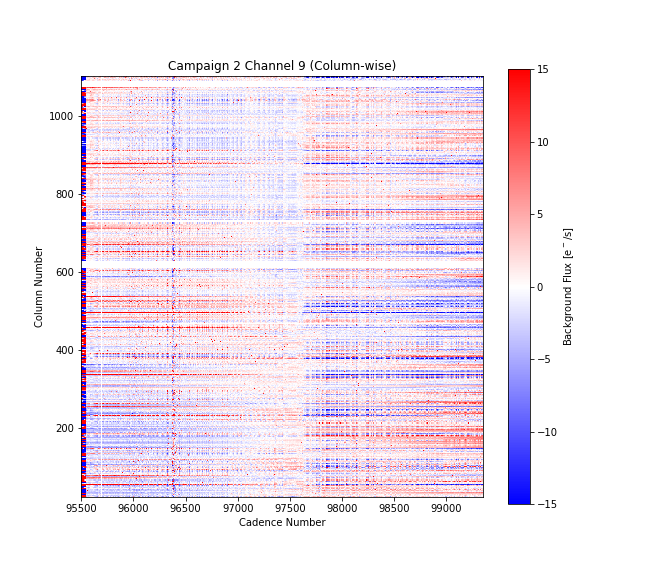 Campaign 2 Channel 9 (Column-wise)
Column Number
1000
800
600
400
200
95500 96000 96500 97000 97500 98000 98500 99000
Cadence Number
15
10
5
0
−5
−10
−15
Background Flux [e⁻/s]